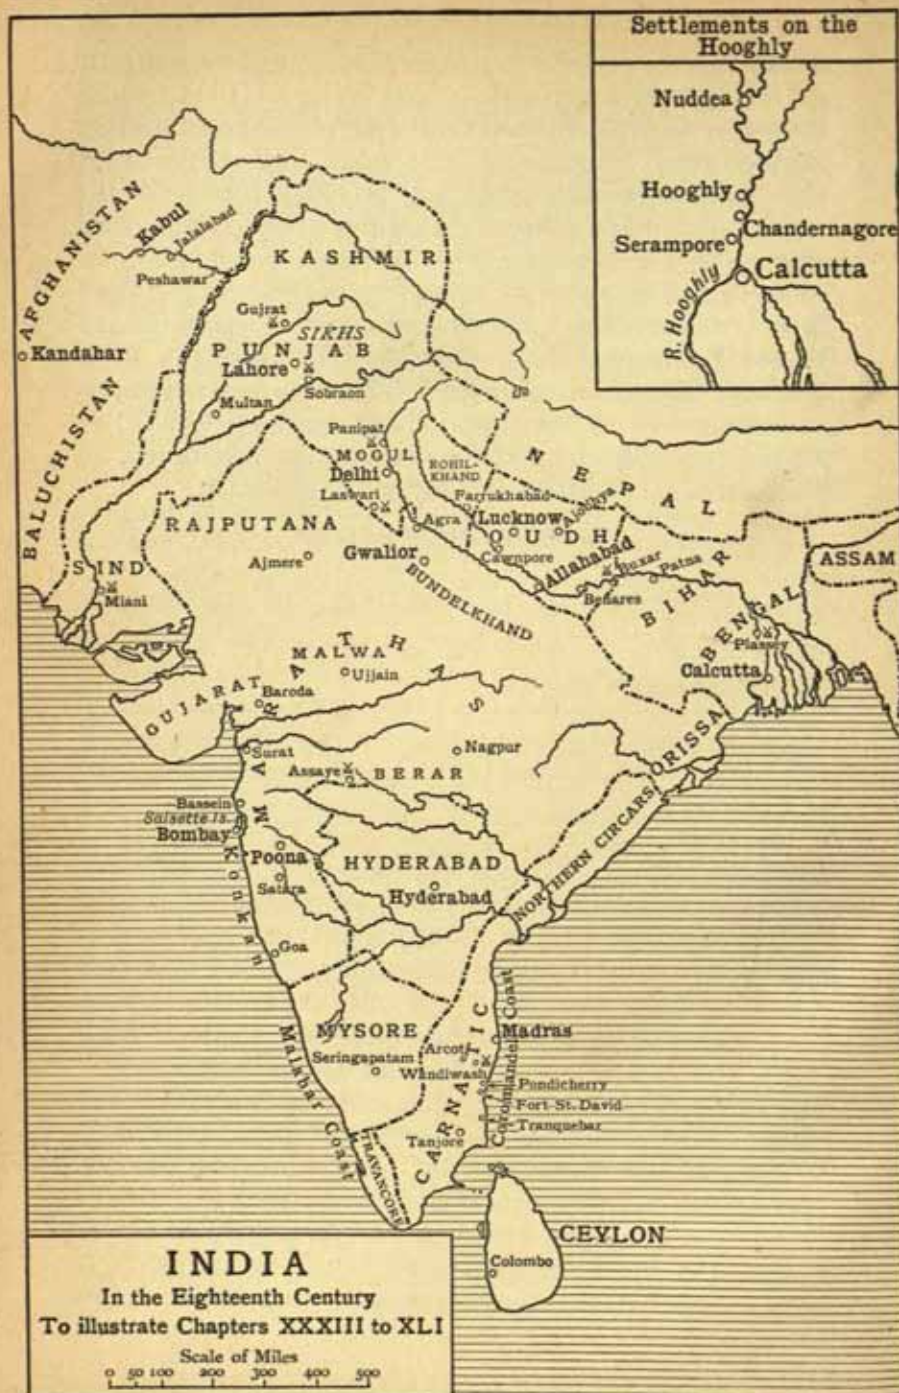 Settlements on the
Hooghly
Nuddea
Hooghly
Chandernagore
Serampore
Calcutta
R. Hooghly
AFGHANISTAN
Kabul
Jalalabad
Peshawar
KASHMIR
Gujrat
SIKHS
PUNJAB
Kandahar
Lahore
Sobraon
Multan
BALUCHISTAN
Panipat
MOGUL
Delhi
ROHIL-
KHAND
NEPAL
Laswari
Farrukhabad
RAJPUTANA
Agra
Lucknow
Ajodhya
OUDH
Cawnpore
Ajmere
Gwalior
Allahabad
Buxar
Patna
ASSAM
SIND
Miani
BUNDELKHAND
Benares
BIHAR
BENGAL
Plassey
MARATHAS
MALWAH
Ujjain
Calcutta
GUJARAT
Baroda
ORISSA
Surat
Nagpur
Assaye
BERAR
Bassein
Salsette Is.
Bombay
Poona
HYDERABAD
NORTHERN CIRCARS
Satara
Hyderabad
Konkan
Goa
MYSORE
Seringapatam
CARNATIC
Coromandel Coast
Madras
Arcot
Wandiwash
Pondicherry
Fort St. David
Tranquebar
Malabar Coast
Tanjore
TRAVANCORE
CEYLON
Colombo
INDIA
In the Eighteenth Century
To illustrate Chapters XXXIII to XLI
Scale of Miles
0 50 100 200 300 400 500